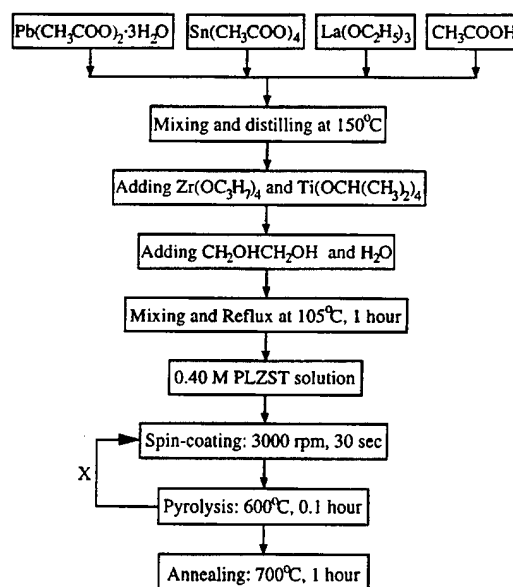 Pb(CH₃COO)₂·3H₂O
Sn(CH₃COO)₄
La(OC₂H₅)₃
CH₃COOH
Mixing and distilling at 150°C
Adding Zr(OC₃H₇)₄ and Ti(OCH(CH₃)₂)₄
Adding CH₂OHCH₂OH and H₂O
Mixing and Reflux at 105°C, 1 hour
0.40 M PLZST solution
Spin-coating: 3000 rpm, 30 sec
X
Pyrolysis: 600°C, 0.1 hour
Annealing: 700°C, 1 hour